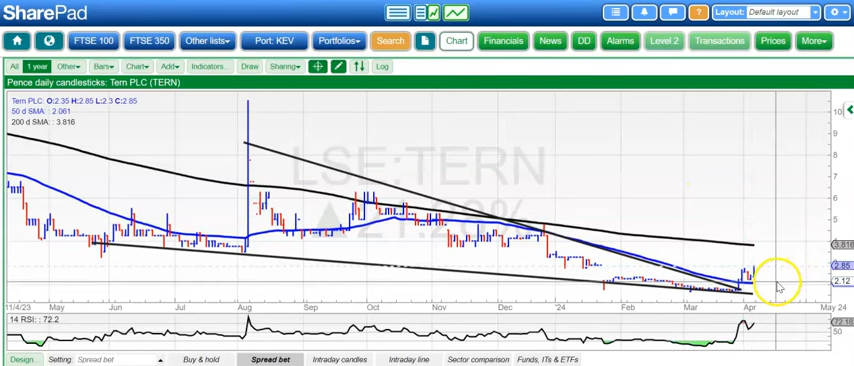 SharePad
Layout: Default layout
FTSE 100 FTSE 350 Other lists Port: KEV Portfolios Search Chart Financials News DD Alarms Level 2 Transactions Prices More
All 1 year Other Bars Chart Add Indicators... Draw Sharing Log
Pence daily candlesticks: Tern PLC (TERN)
Tern PLC: O:2.35 H:2.85 L:2.3 C:2.85
50 d SMA: : 2.061
200 d SMA: : 3.816
LSE:TERN
10
9
8
7
6
5
3.816
2.85
2.12
11/4/23 May Jun Jul Aug Sep Oct Nov Dec '24 Feb Mar Apr May 24
14 RSI: : 72.2
72.18
Design... Setting: Spread bet Buy & hold Spread bet Intraday candles Intraday line Sector comparison Funds, ITs & ETFs